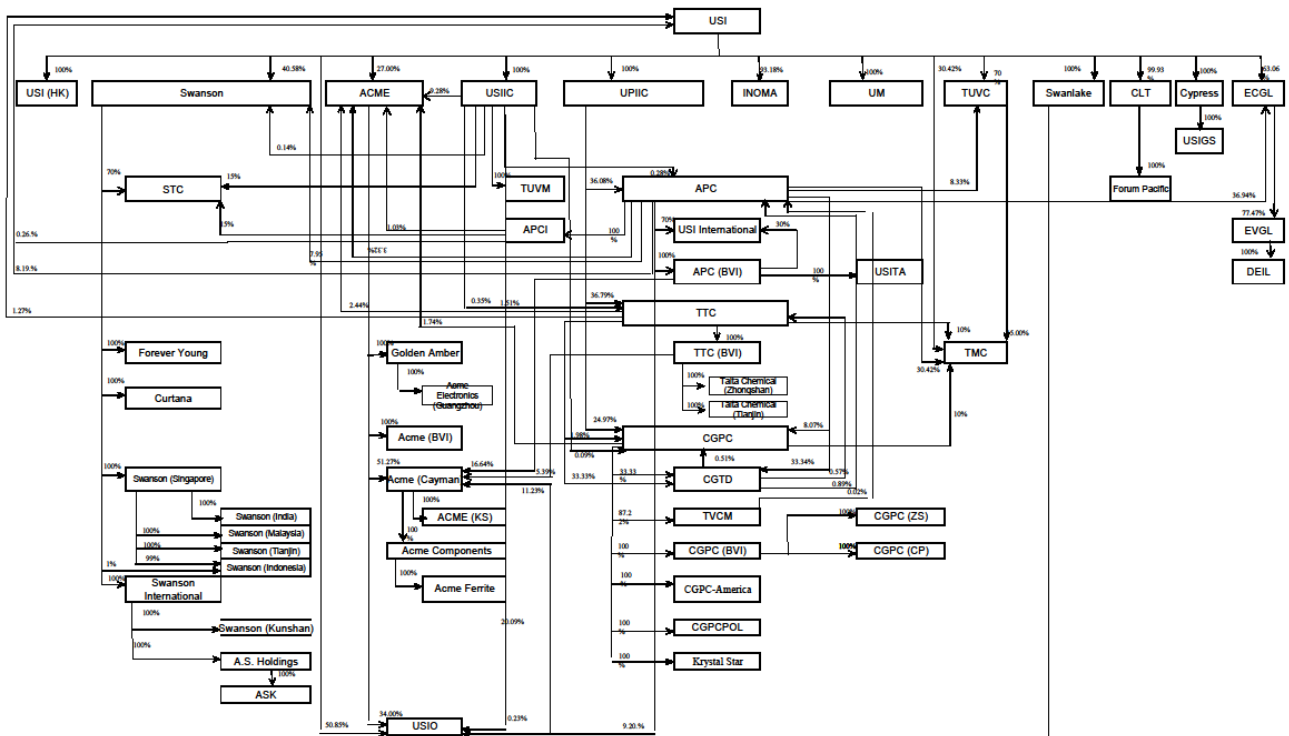 USI
100%
40.58%
27.00%
100%
100%
93.18%
100%
30.42%
70
%
100%
99.93
%
100%
63.06
%
USI (HK)
Swanson
ACME
9.28%
USIIC
UPIIC
INOMA
UM
TUVC
Swanlake
CLT
Cypress
ECGL
100%
USIGS
0.14%
70%
STC
15%
100%
TUVM
36.08%
0.28%
APC
8.33%
100%
Forum Pacific
36.94%
77.47%
0.26.%
15%
1.03%
APCI
100
%
70%
USI International
30%
EVGL
3.32%
7.95
%
8.19.%
100%
APC (BVI)
100
%
USITA
100%
DEIL
1.27%
2.44%
0.35%
1.51%
36.79%
TTC
1.74%
100%
10%
5.00%
100%
Forever Young
100%
Golden Amber
TTC (BVI)
TMC
30.42%
100%
Acme
Electronics
(Guangzhou)
100%
Taita Chemical
(Zhongshan)
100%
Taita Chemical
(Tianjin)
100%
Curtana
24.97%
8.07%
10%
100%
Acme (BVI)
1.98%
CGPC
0.09%
0.51%
51.27%
16.64%
5.39%
33.33%
33.33
%
33.34%
0.57%
100%
Swanson (Singapore)
Acme (Cayman)
CGTD
0.89%
11.23%
0.02%
100%
100%
Swanson (India)
ACME (KS)
87.2
2%
TVCM
100%
CGPC (ZS)
100%
Swanson (Malaysia)
100
%
100%
Swanson (Tianjin)
Acme Components
100
%
CGPC (BVI)
100%
CGPC (CP)
99%
1%
Swanson (Indonesia)
100%
Swanson
International
100%
Acme Ferrite
100
%
CGPC-America
100%
Swanson (Kunshan)
20.09%
100
%
CGPCPOL
100%
A.S. Holdings
100
%
Krystal Star
100%
ASK
50.85%
34.00%
USIO
0.23%
9.20.%